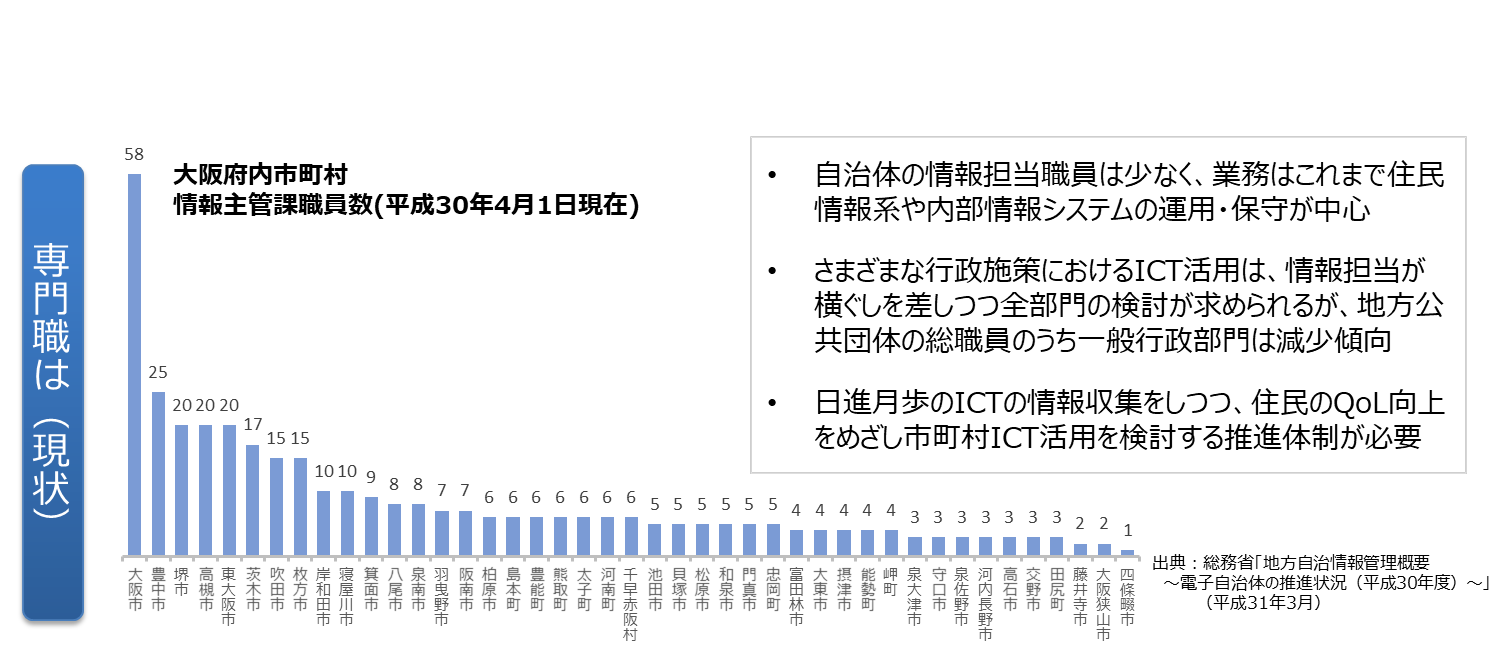 専門職は（現状）
大阪府内市町村
情報主管課職員数(平成30年4月1日現在)
58
25
20
20
20
17
15
15
10
10
9
8
8
7
7
6
6
6
6
6
6
6
5
5
5
5
5
5
4
4
4
4
4
3
3
3
3
3
3
3
2
2
1
大阪市
豊中市
堺市
高槻市
東大阪市
茨木市
吹田市
枚方市
岸和田市
寝屋川市
箕面市
八尾市
泉南市
羽曳野市
阪南市
柏原市
島本町
豊能町
熊取町
太子町
河南町
千早赤阪村
池田市
貝塚市
松原市
和泉市
門真市
忠岡町
富田林市
大東市
摂津市
能勢町
岬町
泉大津市
守口市
泉佐野市
河内長野市
高石市
交野市
田尻町
藤井寺市
大阪狭山市
四條畷市
• 自治体の情報担当職員は少なく、業務はこれまで住民
情報系や内部情報システムの運用・保守が中心
• さまざまな行政施策におけるICT活用は、情報担当が
横ぐしを差しつつ全部門の検討が求められるが、地方公
共団体の総職員のうち一般行政部門は減少傾向
• 日進月歩のICTの情報収集をしつつ、住民のQoL向上
をめざし市町村ICT活用を検討する推進体制が必要
出典：総務省「地方自治情報管理概要
～電子自治体の推進状況（平成30年度）～」
（平成31年3月）